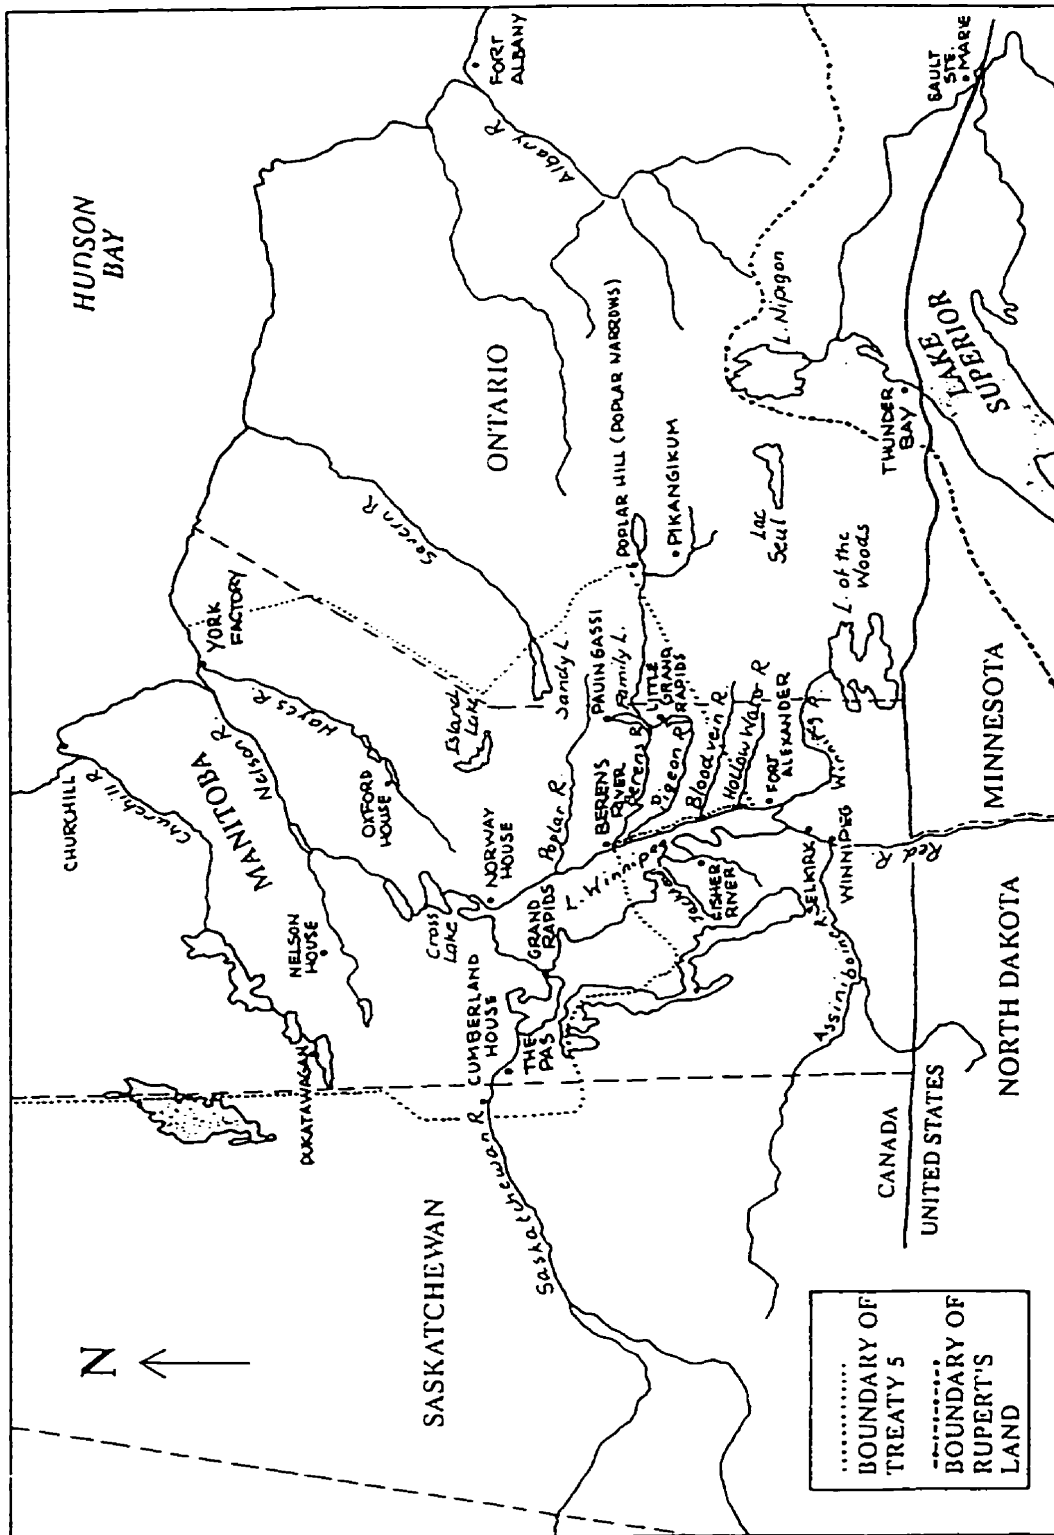 HUDSON
BAY
N
CHURCHILL
Churchill R
MANITOBA
Nelson R
YORK
FACTORY
Hayes R
Severn R
OXFORD
HOUSE
NELSON
HOUSE
PUKATAWAGAN
SASKATCHEWAN
ONTARIO
FORT
ALBANY
Albany R
Island
Lake
Cross
Lake
NORWAY
HOUSE
CUMBERLAND
HOUSE
THE
PAS
GRAND
RAPIDS
Saskatchewan R
Sandy L.
Poplar R.
PAUINGASSI
Family L.
LITTLE
GRAND
RAPIDS
POPLAR HILL (POPLAR NARROWS)
PIKANGIKUM
BERENS
RIVER
Berens R
Pigeon R
Bloodvein R
Hollow Water R
FORT
ALEXANDER
L. Winnipeg
FISHER
RIVER
Winnipeg R
SELKIRK
WINNIPEG
Assiniboine R.
Red R.
Lac
Seul
L. of the
Woods
L. Nipigon
THUNDER
BAY
LAKE
SUPERIOR
SAULT
STE.
MARIE
CANADA
UNITED STATES
NORTH DAKOTA
MINNESOTA
BOUNDARY OF
TREATY 5
BOUNDARY OF
RUPERT'S
LAND